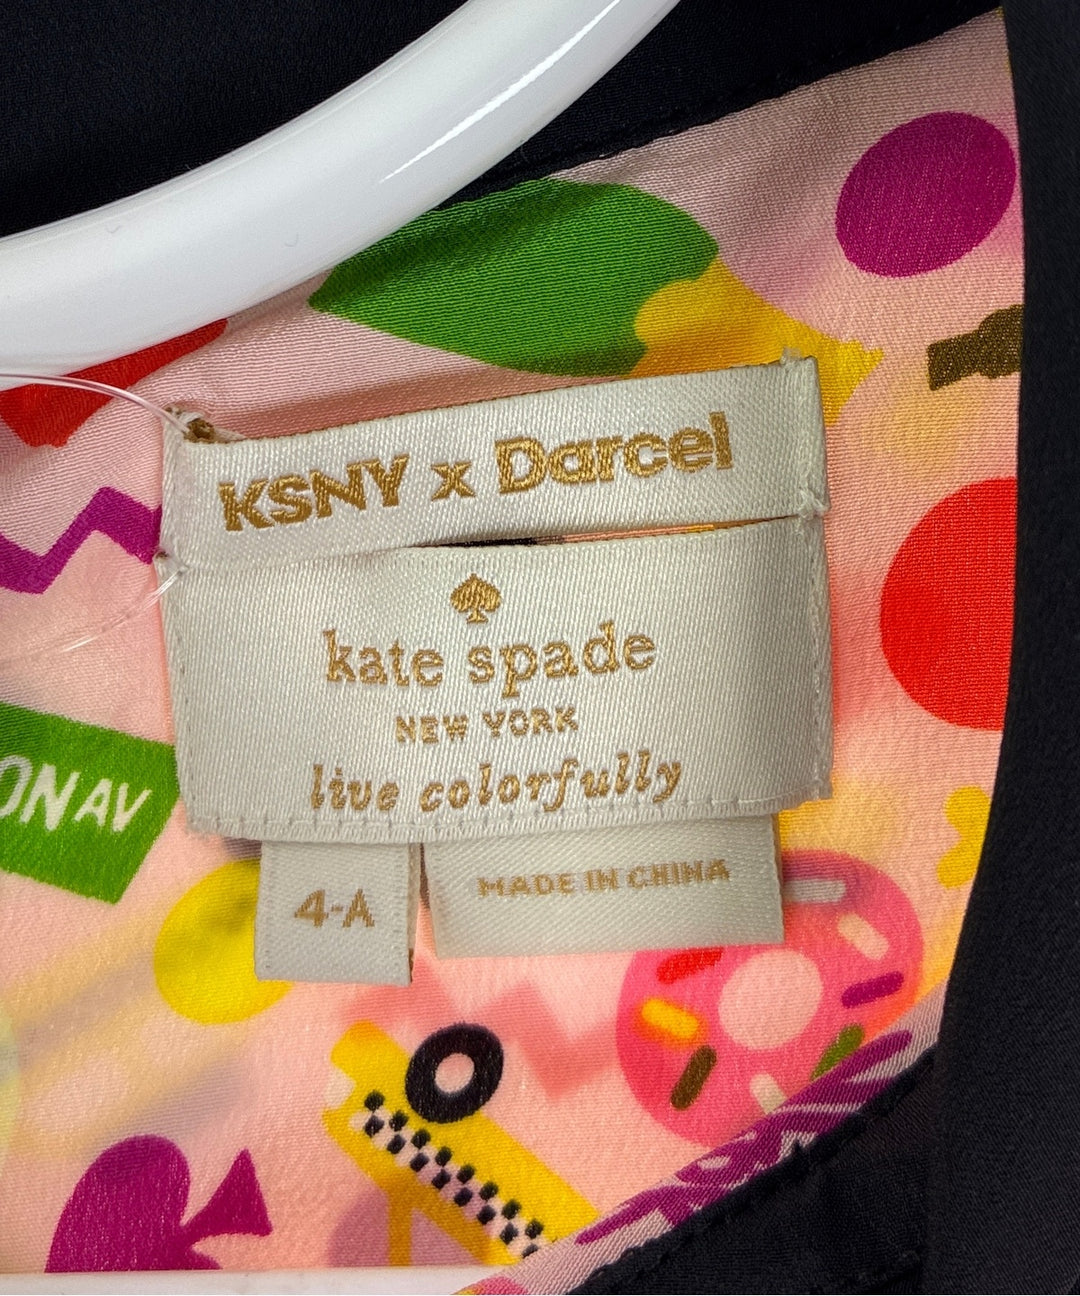 KSNY x Darcel
kate spade
NEW YORK
live colorfully
ON AV
4-A
MADE IN CHINA